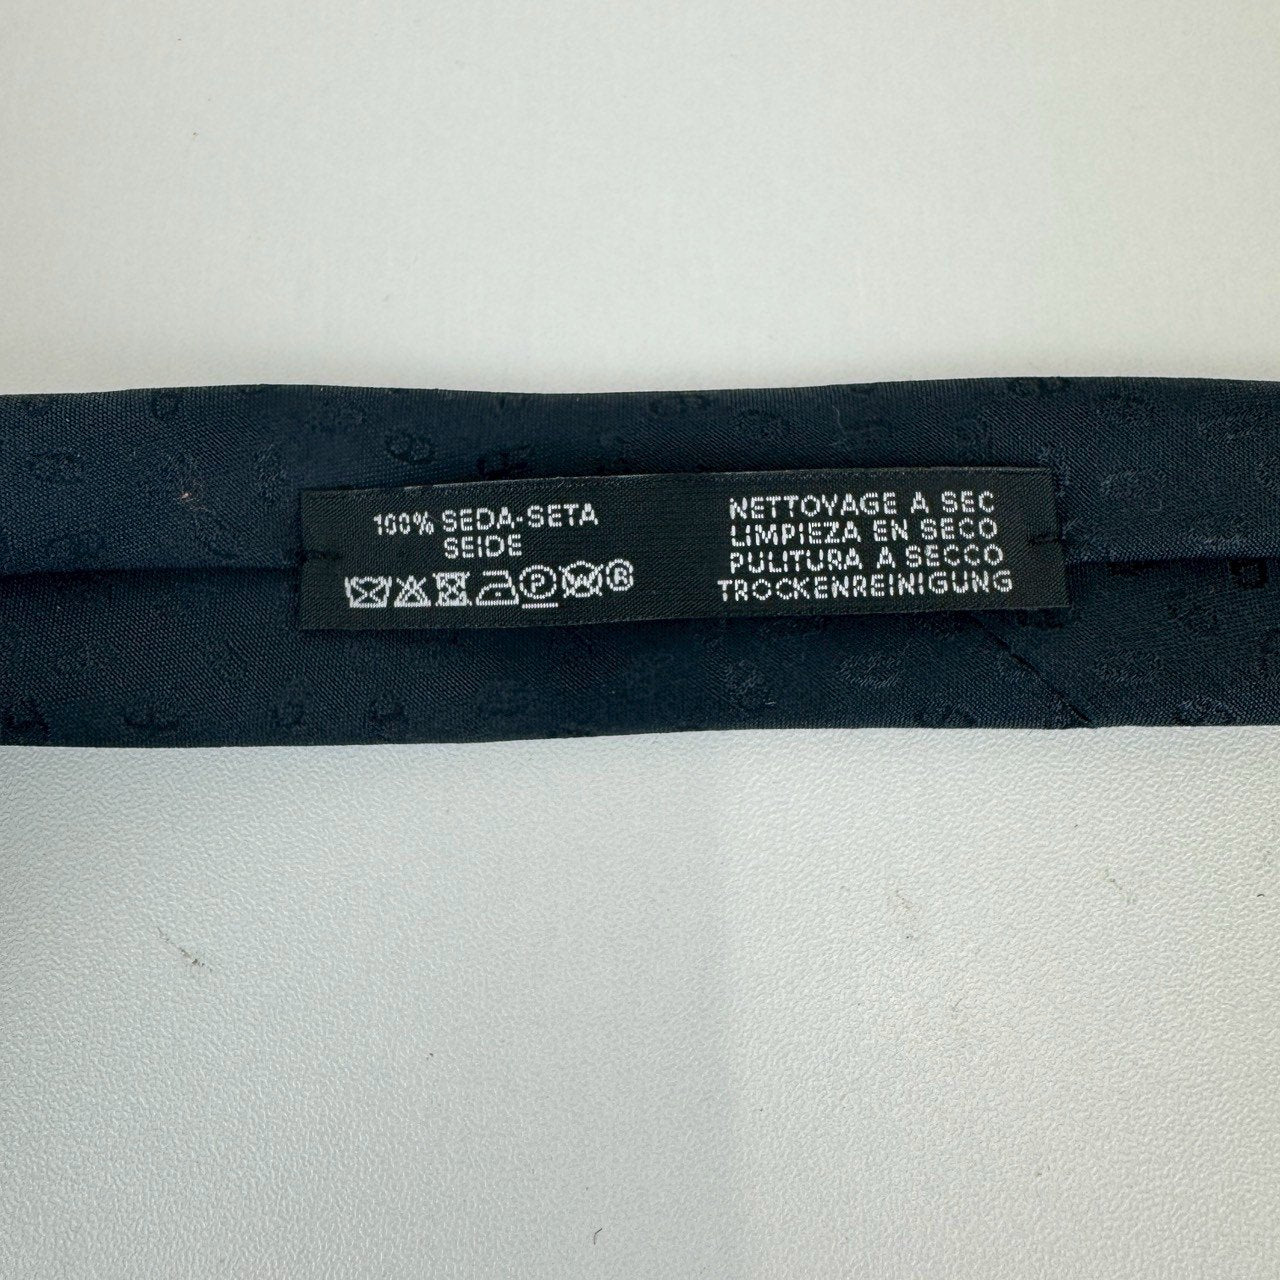 100% SEDA-SETA
SEIDE
P W R
NETTOYAGE A SEC
LIMPIEZA EN SECO
PULITURA A SECCO
TROCKENREINIGUNG